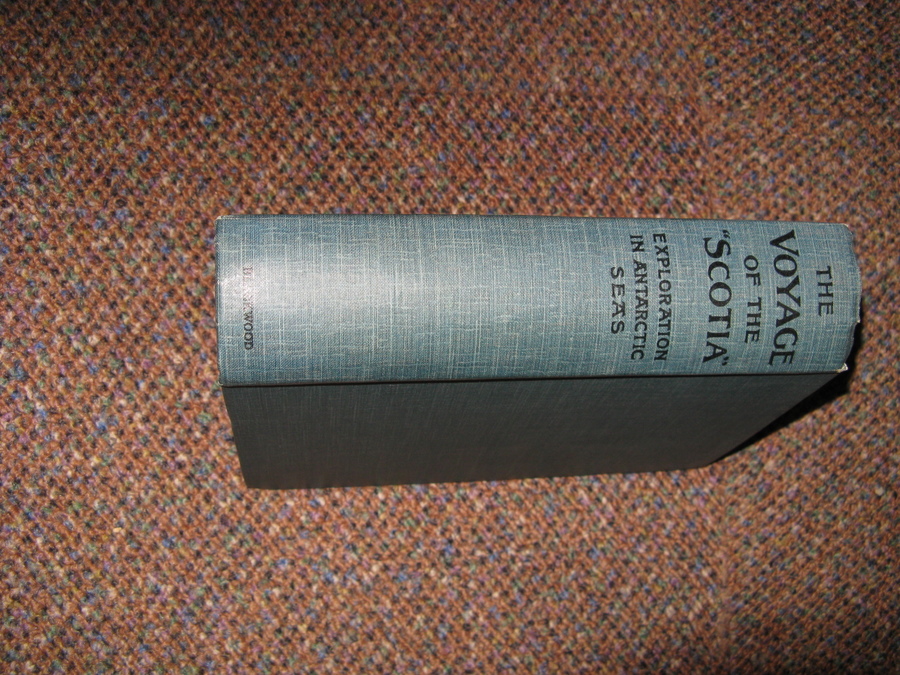 THE
VOYAGE
OF THE
"SCOTIA"
EXPLORATION
IN ANTARCTIC
SEAS